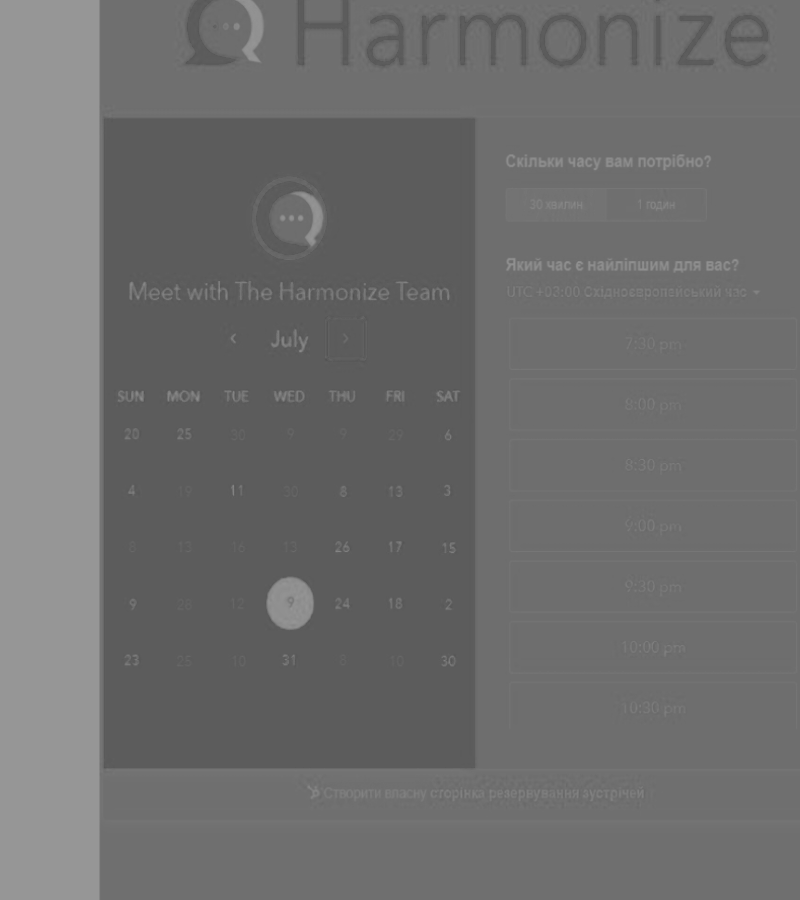 Harmonize
Meet with The Harmonize Team
July
SUN MON TUE WED THU FRI SAT
20 25 30 9 9 29 6
4 19 11 30 8 13 3
8 13 16 13 26 17 15
9 28 12 9 24 18 2
23 25 10 31 8 10 30
Скільки часу вам потрібно?
30 хвилин 1 годин
Який час є найліпшим для вас?
UTC +03:00 Східноєвропейський час
7:30 pm
8:00 pm
8:30 pm
9:00 pm
9:30 pm
10:00 pm
10:30 pm
Створити власну сторінка резервування зустрічей